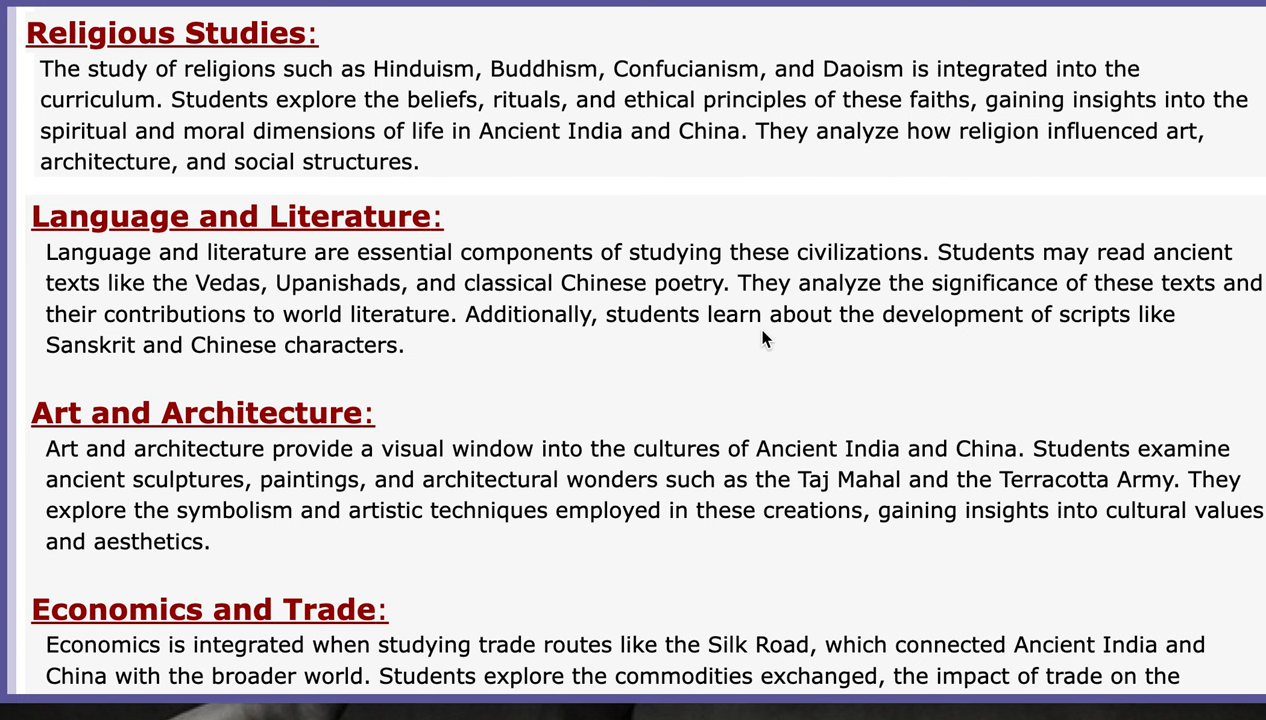 Religious Studies:
The study of religions such as Hinduism, Buddhism, Confucianism, and Daoism is integrated into the
curriculum. Students explore the beliefs, rituals, and ethical principles of these faiths, gaining insights into the
spiritual and moral dimensions of life in Ancient India and China. They analyze how religion influenced art,
architecture, and social structures.
Language and Literature:
Language and literature are essential components of studying these civilizations. Students may read ancient
texts like the Vedas, Upanishads, and classical Chinese poetry. They analyze the significance of these texts and
their contributions to world literature. Additionally, students learn about the development of scripts like
Sanskrit and Chinese characters.
Art and Architecture:
Art and architecture provide a visual window into the cultures of Ancient India and China. Students examine
ancient sculptures, paintings, and architectural wonders such as the Taj Mahal and the Terracotta Army. They
explore the symbolism and artistic techniques employed in these creations, gaining insights into cultural values
and aesthetics.
Economics and Trade:
Economics is integrated when studying trade routes like the Silk Road, which connected Ancient India and
China with the broader world. Students explore the commodities exchanged, the impact of trade on the